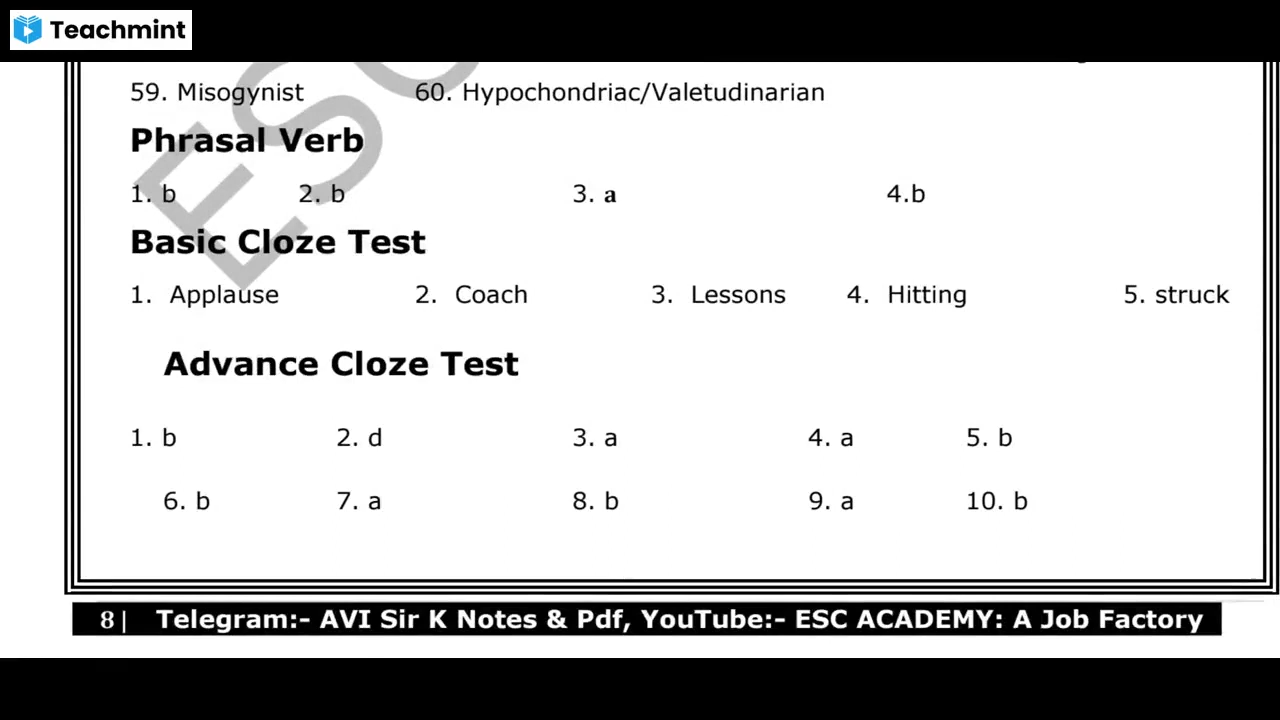 Teachmint
59. Misogynist 60. Hypochondriac/Valetudinarian
Phrasal Verb
1. b 2. b 3. a 4.b
Basic Cloze Test
1. Applause 2. Coach 3. Lessons 4. Hitting 5. struck
Advance Cloze Test
1. b 2. d 3. a 4. a 5. b
6. b 7. a 8. b 9. a 10. b
8| Telegram:- AVI Sir K Notes & Pdf, YouTube:- ESC ACADEMY: A Job Factory
ESC